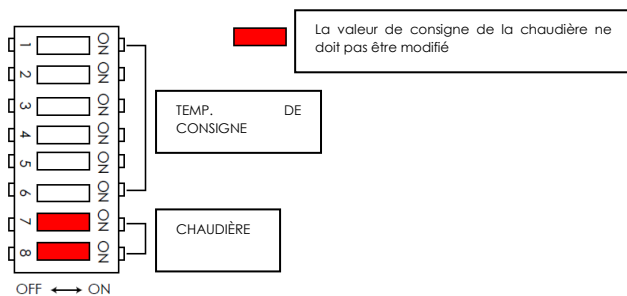 La valeur de consigne de la chaudière ne
doit pas être modifié
1 ON
2 ON
3 ON
4 ON
5 ON
6 ON
7 ON
8 ON
TEMP. DE
CONSIGNE
CHAUDIÈRE
OFF ⟷ ON